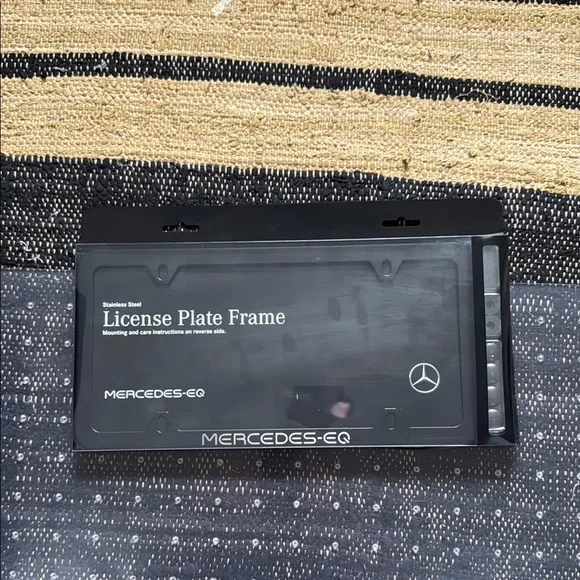 Stainless Steel
License Plate Frame
Mounting and care instructions on reverse side.
MERCEDES-EQ
MERCEDES-EQ